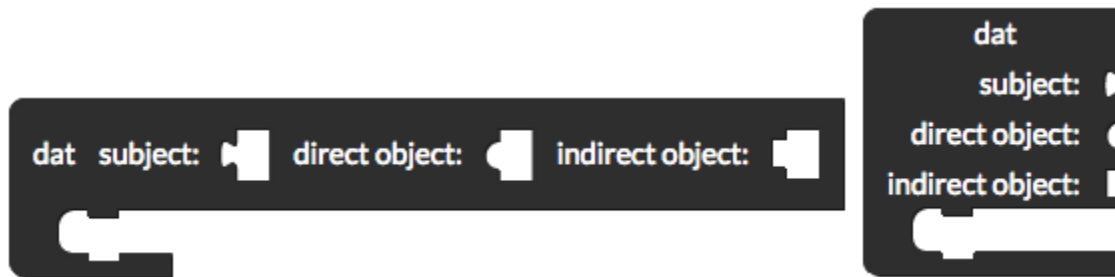 dat subject: direct object: indirect object:
dat
subject:
direct object:
indirect object: